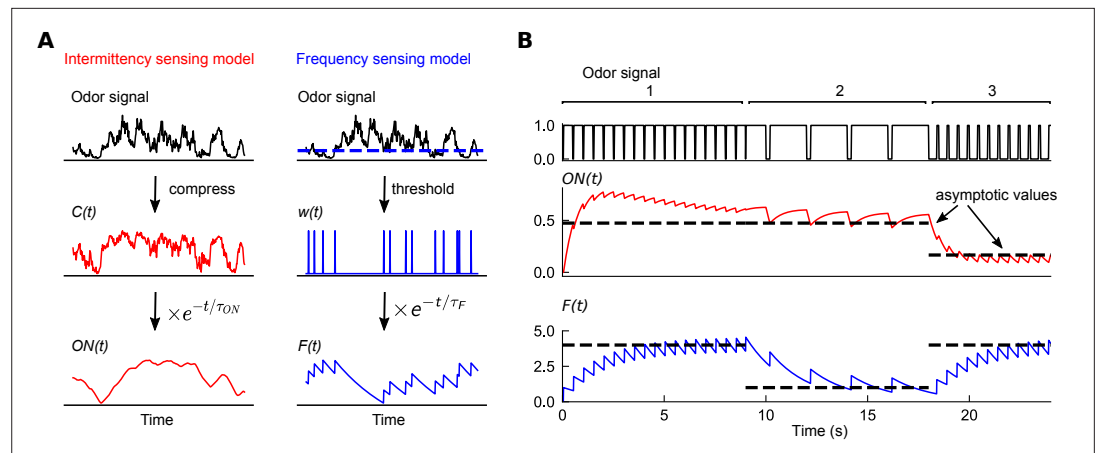 A
Intermittency sensing model
Frequency sensing model
Odor signal
Odor signal
compress
threshold
C(t)
w(t)
×e^{-t/τ_{ON}}
×e^{-t/τ_F}
ON(t)
F(t)
Time
Time
B
Odor signal
1 2 3
1.0
0.0
ON(t)
asymptotic values
0.5
0.0
F(t)
5.0
2.5
0.0
0 5 10 15 20
Time (s)